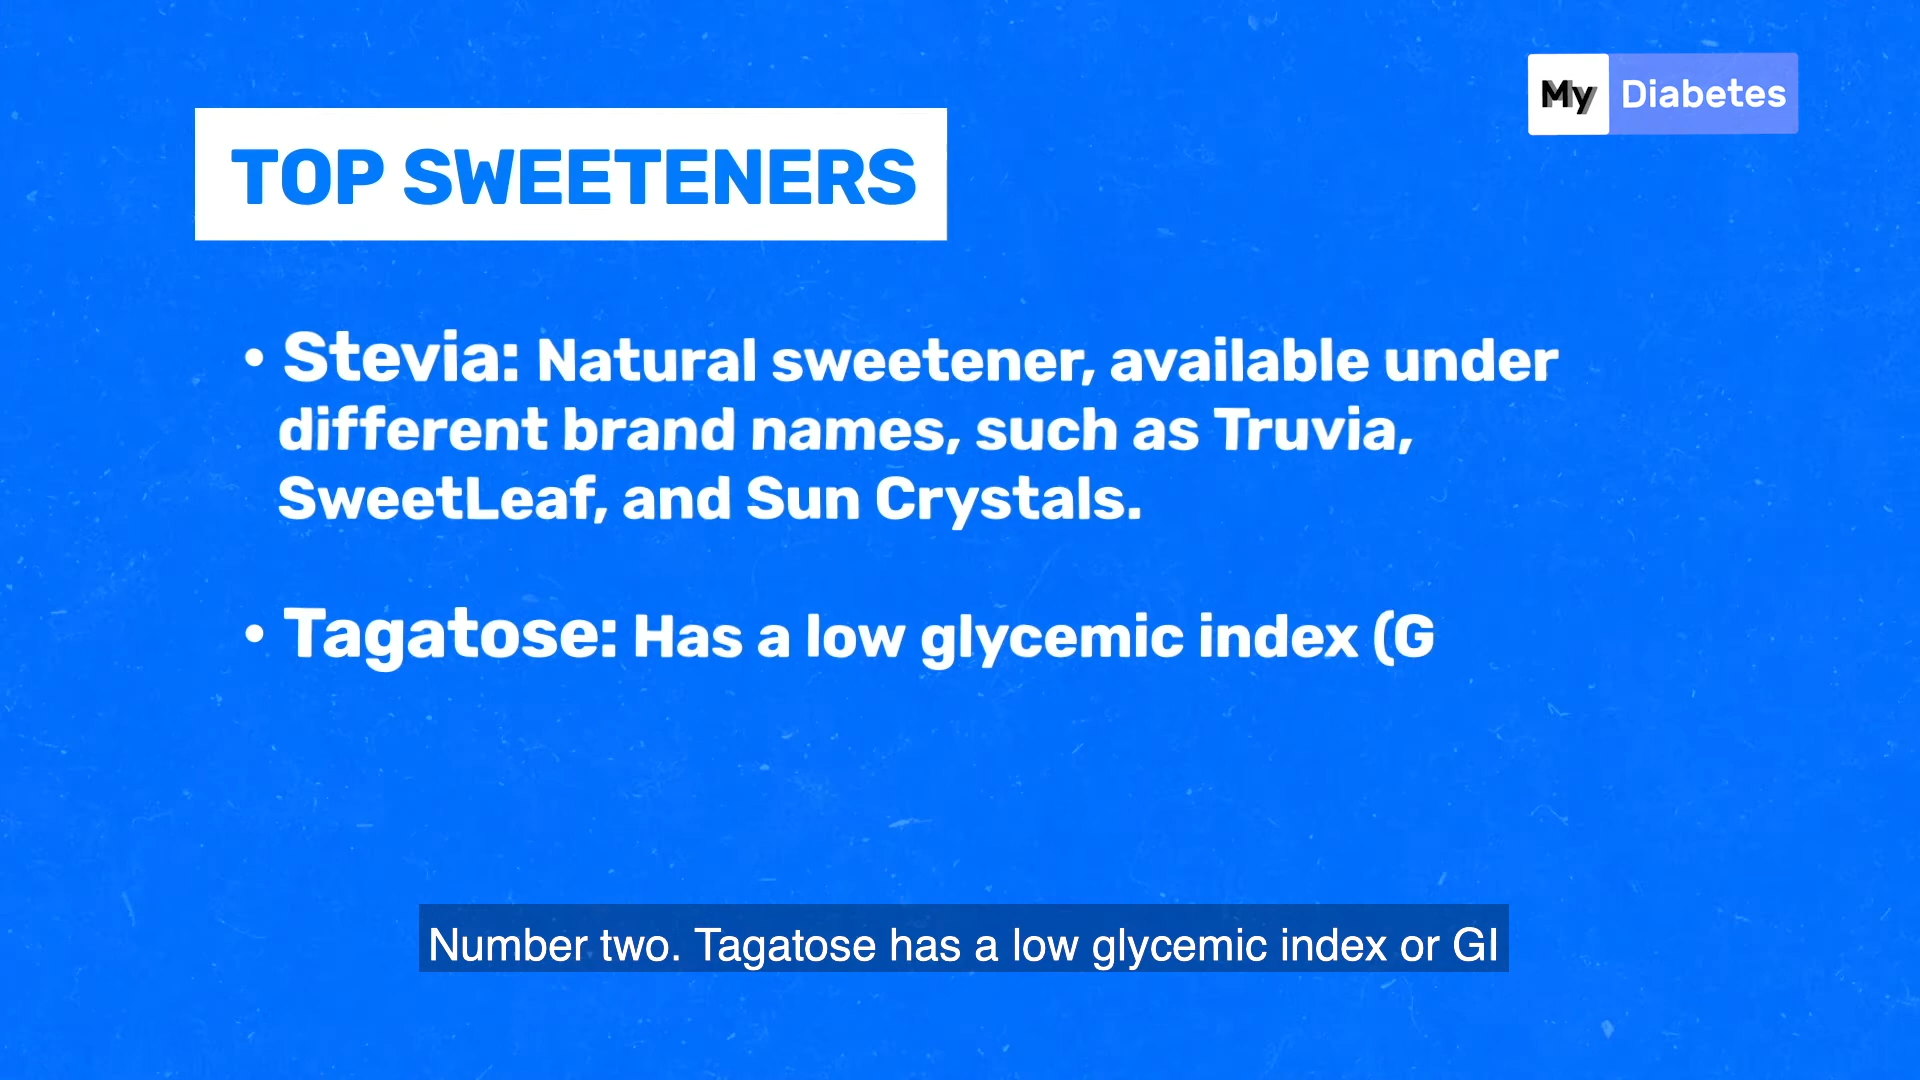 My Diabetes
TOP SWEETENERS
• Stevia: Natural sweetener, available under
different brand names, such as Truvia,
SweetLeaf, and Sun Crystals.
• Tagatose: Has a low glycemic index (G
Number two. Tagatose has a low glycemic index or GI